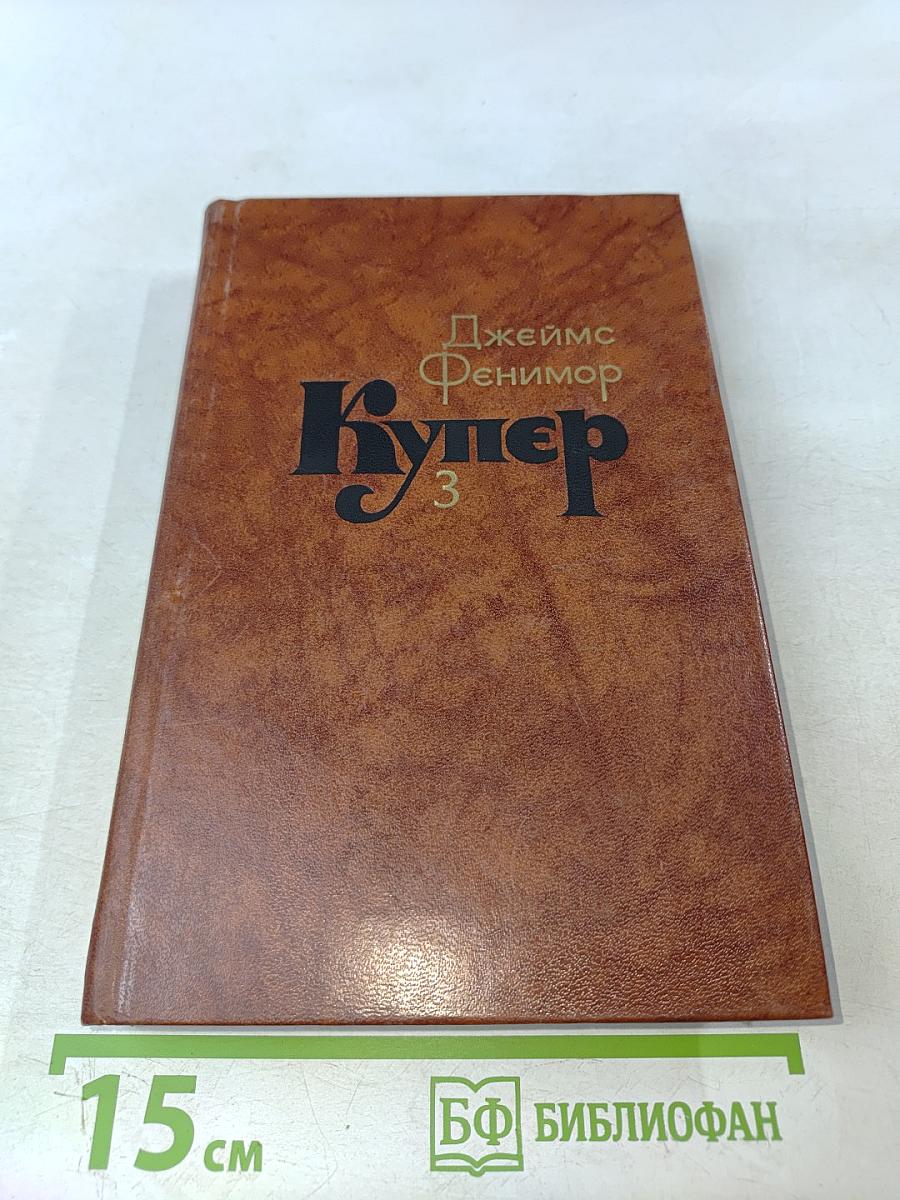 Джеймс
Фенимор
Купер
3
15 см
БФ БИБЛИОФАН